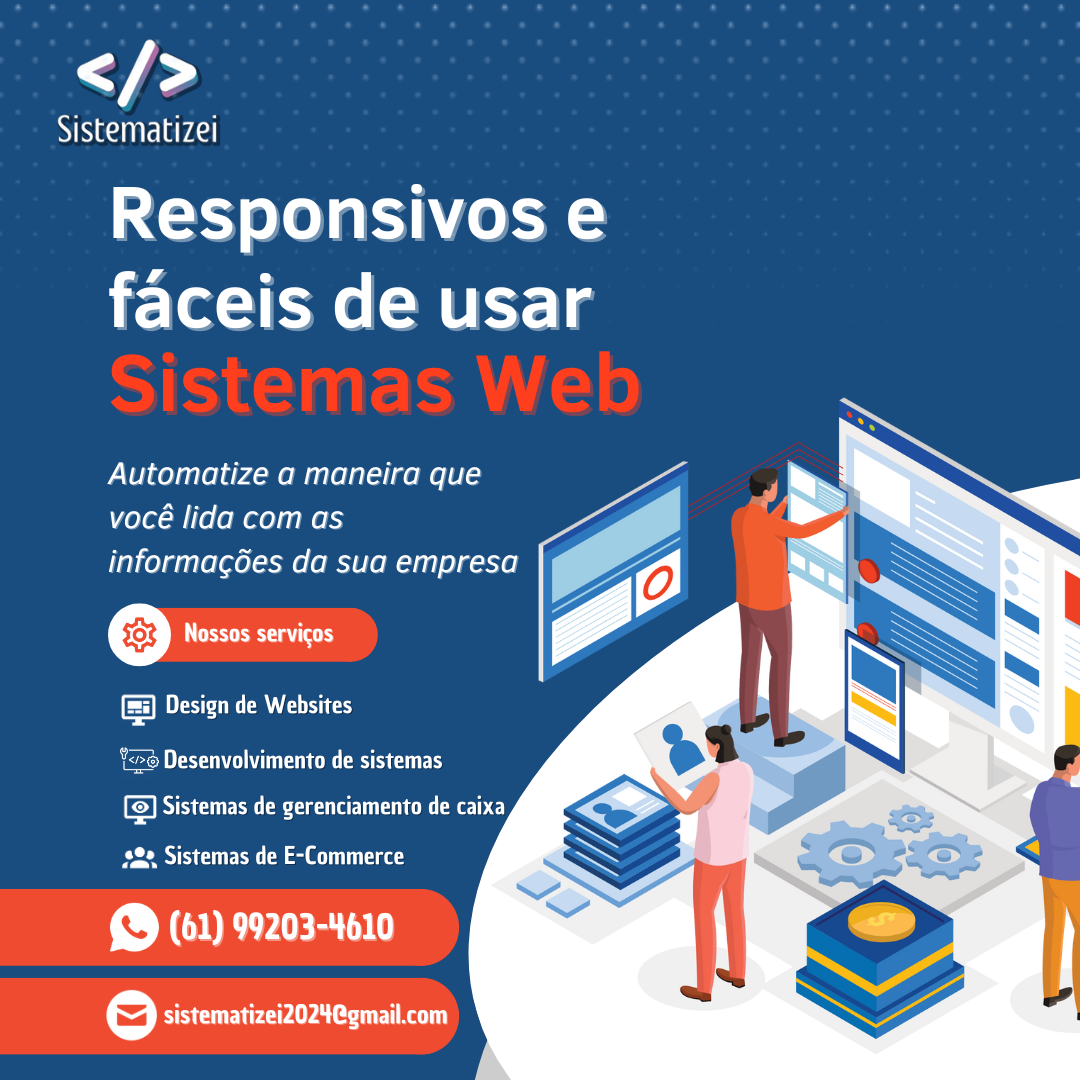 </>
Sistematizei
Responsivos e
fáceis de usar
Sistemas Web
Automatize a maneira que
você lida com as
informações da sua empresa
Nossos serviços
Design de Websites
</> Desenvolvimento de sistemas
Sistemas de gerenciamento de caixa
Sistemas de E-Commerce
(61) 99203-4610
sistematizei2024@gmail.com